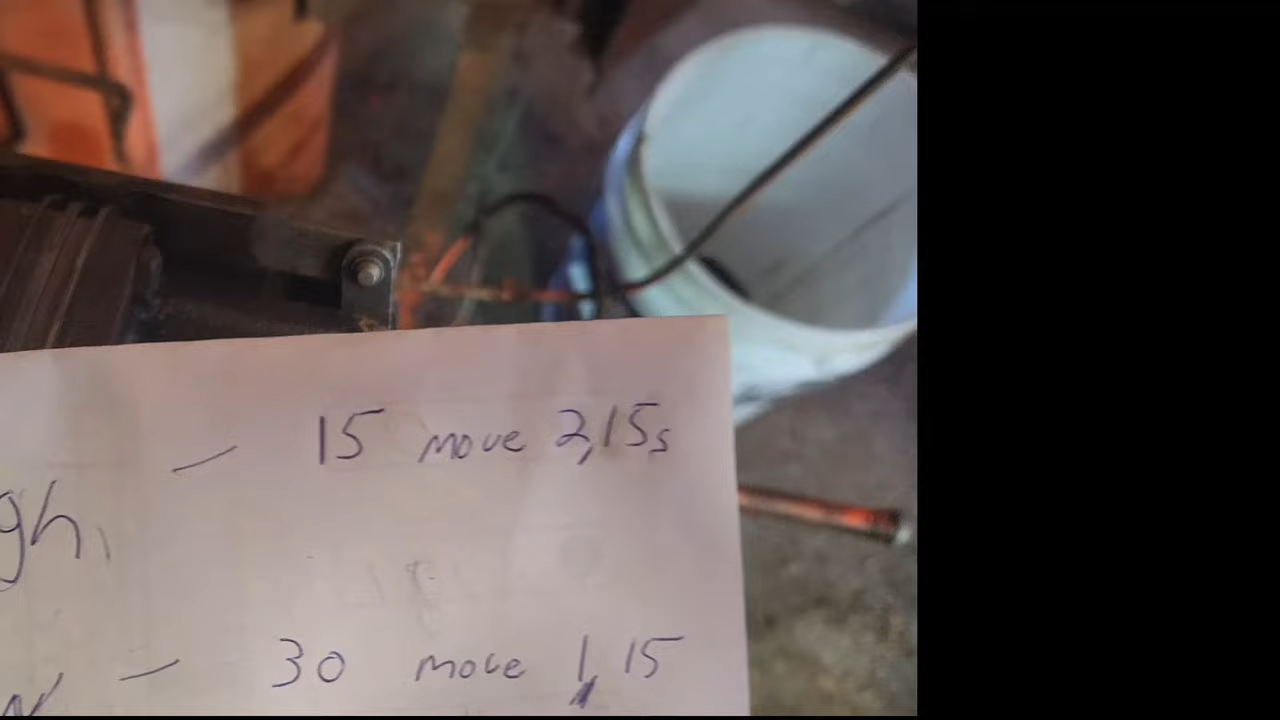 — 15 move 2,15s
gh,
— 30 move 1,15